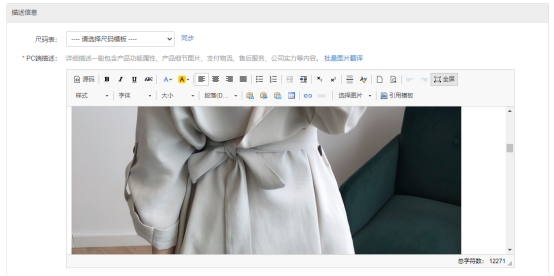 描述信息
尺码表： ---- 请选择尺码模板 ---- 同步
* PC端描述： 详细描述一般包含产品功能属性、产品细节图片、支付物流、售后服务、公司实力等内容。 批量图片翻译
源码 B I U ABC A A 全屏
样式 字体 大小 段落(D... 选择图片 引用模板
总字符数： 12271